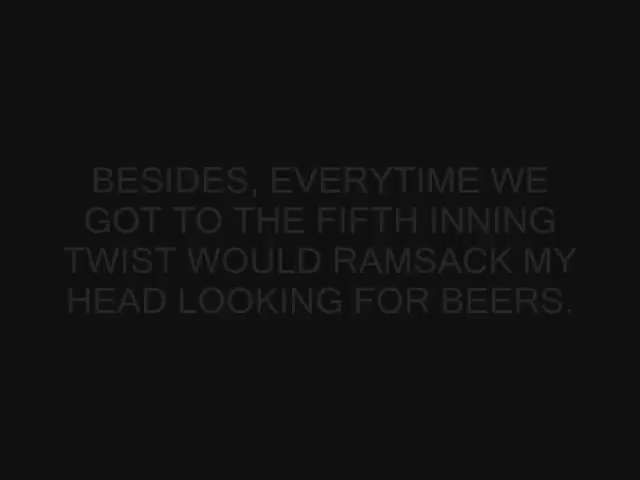 BESIDES, EVERYTIME WE
GOT TO THE FIFTH INNING
TWIST WOULD RAMSACK MY
HEAD LOOKING FOR BEERS.